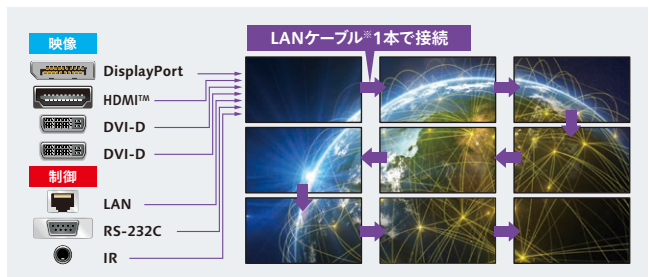 映像
LANケーブル※1本で接続
DisplayPort
HDMI™
DVI-D
DVI-D
制御
LAN
RS-232C
IR